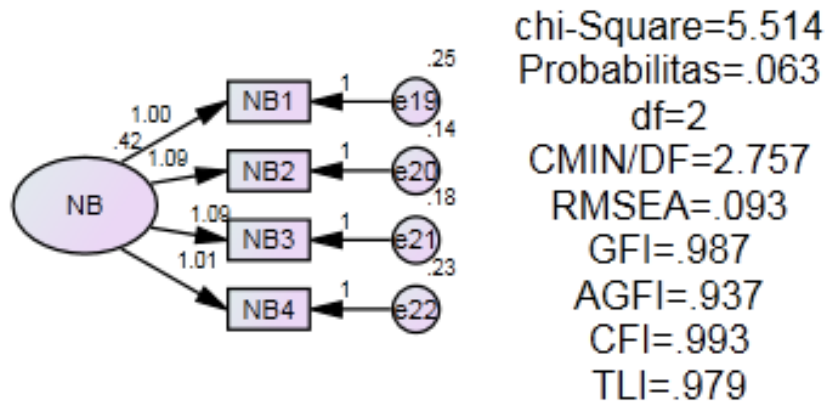 .25
NB1
1
e19
1.00
.42
.14
1.09
NB2
1
e20
NB
.18
1.09
NB3
1
e21
.23
1.01
NB4
1
e22
chi-Square=5.514
Probabilitas=.063
df=2
CMIN/DF=2.757
RMSEA=.093
GFI=.987
AGFI=.937
CFI=.993
TLI=.979